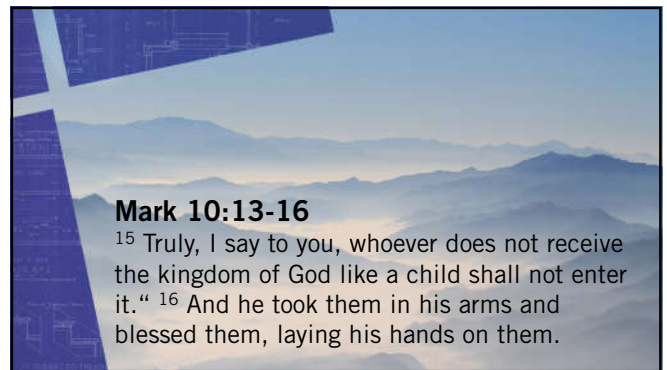 Mark 10:13-16
¹⁵ Truly, I say to you, whoever does not receive
the kingdom of God like a child shall not enter
it.“ ¹⁶ And he took them in his arms and
blessed them, laying his hands on them.